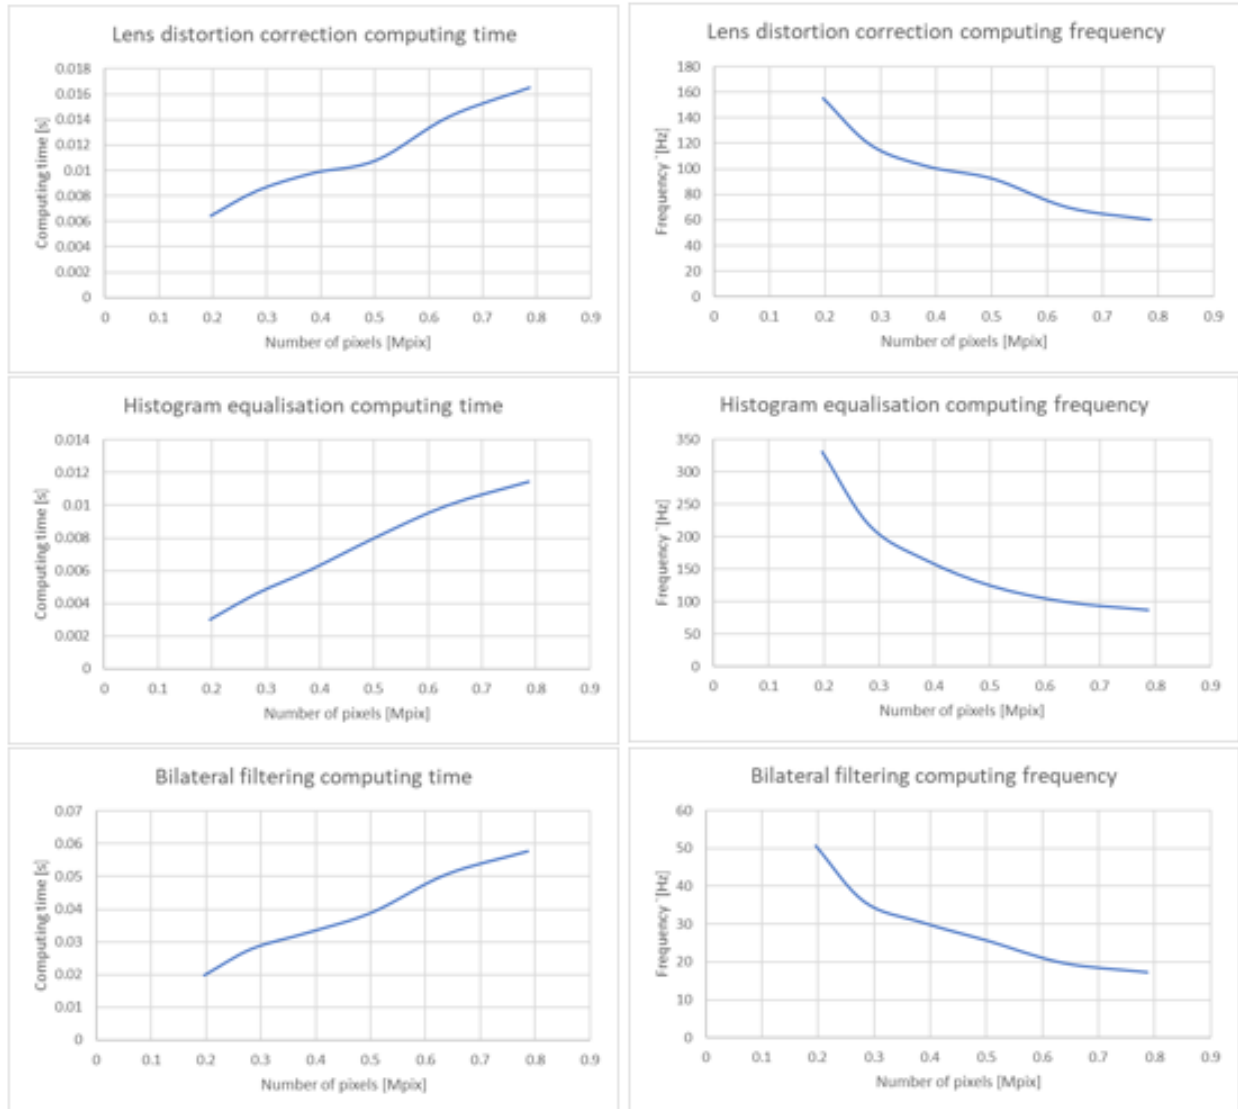 Lens distortion correction computing time
Computing time [s]
0.018
0.016
0.014
0.012
0.01
0.008
0.006
0.004
0.002
0
0 0.1 0.2 0.3 0.4 0.5 0.6 0.7 0.8 0.9
Number of pixels [Mpix]
Lens distortion correction computing frequency
Frequency `[Hz]
180
160
140
120
100
80
60
40
20
0
0 0.1 0.2 0.3 0.4 0.5 0.6 0.7 0.8 0.9
Number of pixels [Mpix]
Histogram equalisation computing time
Computing time [s]
0.014
0.012
0.01
0.008
0.006
0.004
0.002
0
0 0.1 0.2 0.3 0.4 0.5 0.6 0.7 0.8 0.9
Number of pixels [Mpix]
Histogram equalisation computing frequency
Frequency `[Hz]
350
300
250
200
150
100
50
0
0 0.1 0.2 0.3 0.4 0.5 0.6 0.7 0.8 0.9
Number of pixels [Mpix]
Bilateral filtering computing time
Computing time [s]
0.07
0.06
0.05
0.04
0.03
0.02
0.01
0
0 0.1 0.2 0.3 0.4 0.5 0.6 0.7 0.8 0.9
Number of pixels [Mpix]
Bilateral filtering computing frequency
Frequency `[Hz]
60
50
40
30
20
10
0
0 0.1 0.2 0.3 0.4 0.5 0.6 0.7 0.8 0.9
Number of pixels [Mpix]